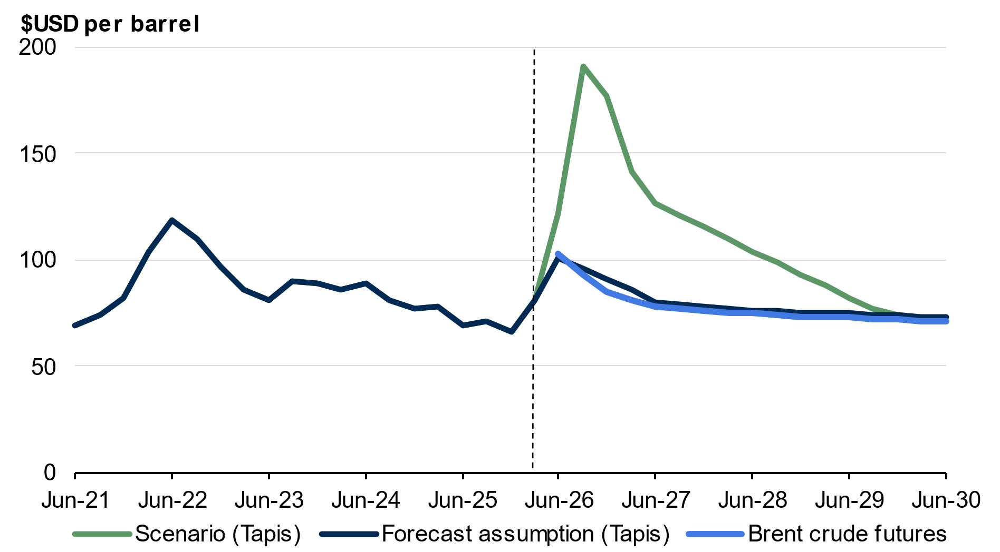 $USD per barrel
200
150
100
50
0
Jun-21 Jun-22 Jun-23 Jun-24 Jun-25 Jun-26 Jun-27 Jun-28 Jun-29 Jun-30
Scenario (Tapis) Forecast assumption (Tapis) Brent crude futures